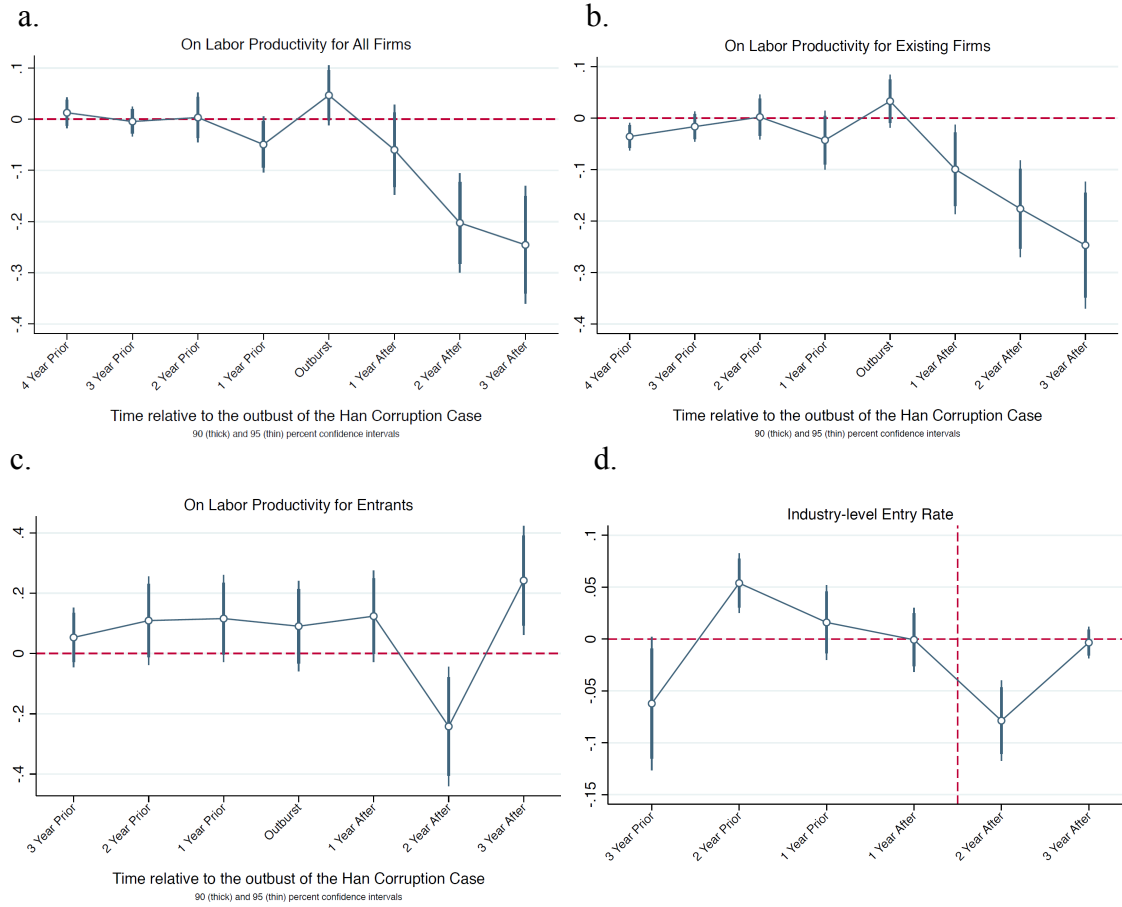 a.
On Labor Productivity for All Firms
.1
0
-.1
-.2
-.3
-.4
4 Year Prior
3 Year Prior
2 Year Prior
1 Year Prior
Outburst
1 Year After
2 Year After
3 Year After
Time relative to the outbust of the Han Corruption Case
90 (thick) and 95 (thin) percent confidence intervals
b.
On Labor Productivity for Existing Firms
.1
0
-.1
-.2
-.3
-.4
4 Year Prior
3 Year Prior
2 Year Prior
1 Year Prior
Outburst
1 Year After
2 Year After
3 Year After
Time relative to the outbust of the Han Corruption Case
90 (thick) and 95 (thin) percent confidence intervals
c.
On Labor Productivity for Entrants
.4
.2
0
-.2
-.4
3 Year Prior
2 Year Prior
1 Year Prior
Outburst
1 Year After
2 Year After
3 Year After
Time relative to the outbust of the Han Corruption Case
90 (thick) and 95 (thin) percent confidence intervals
d.
Industry-level Entry Rate
.1
.05
0
-.05
-.1
-.15
3 Year Prior
2 Year Prior
1 Year Prior
1 Year After
2 Year After
3 Year After